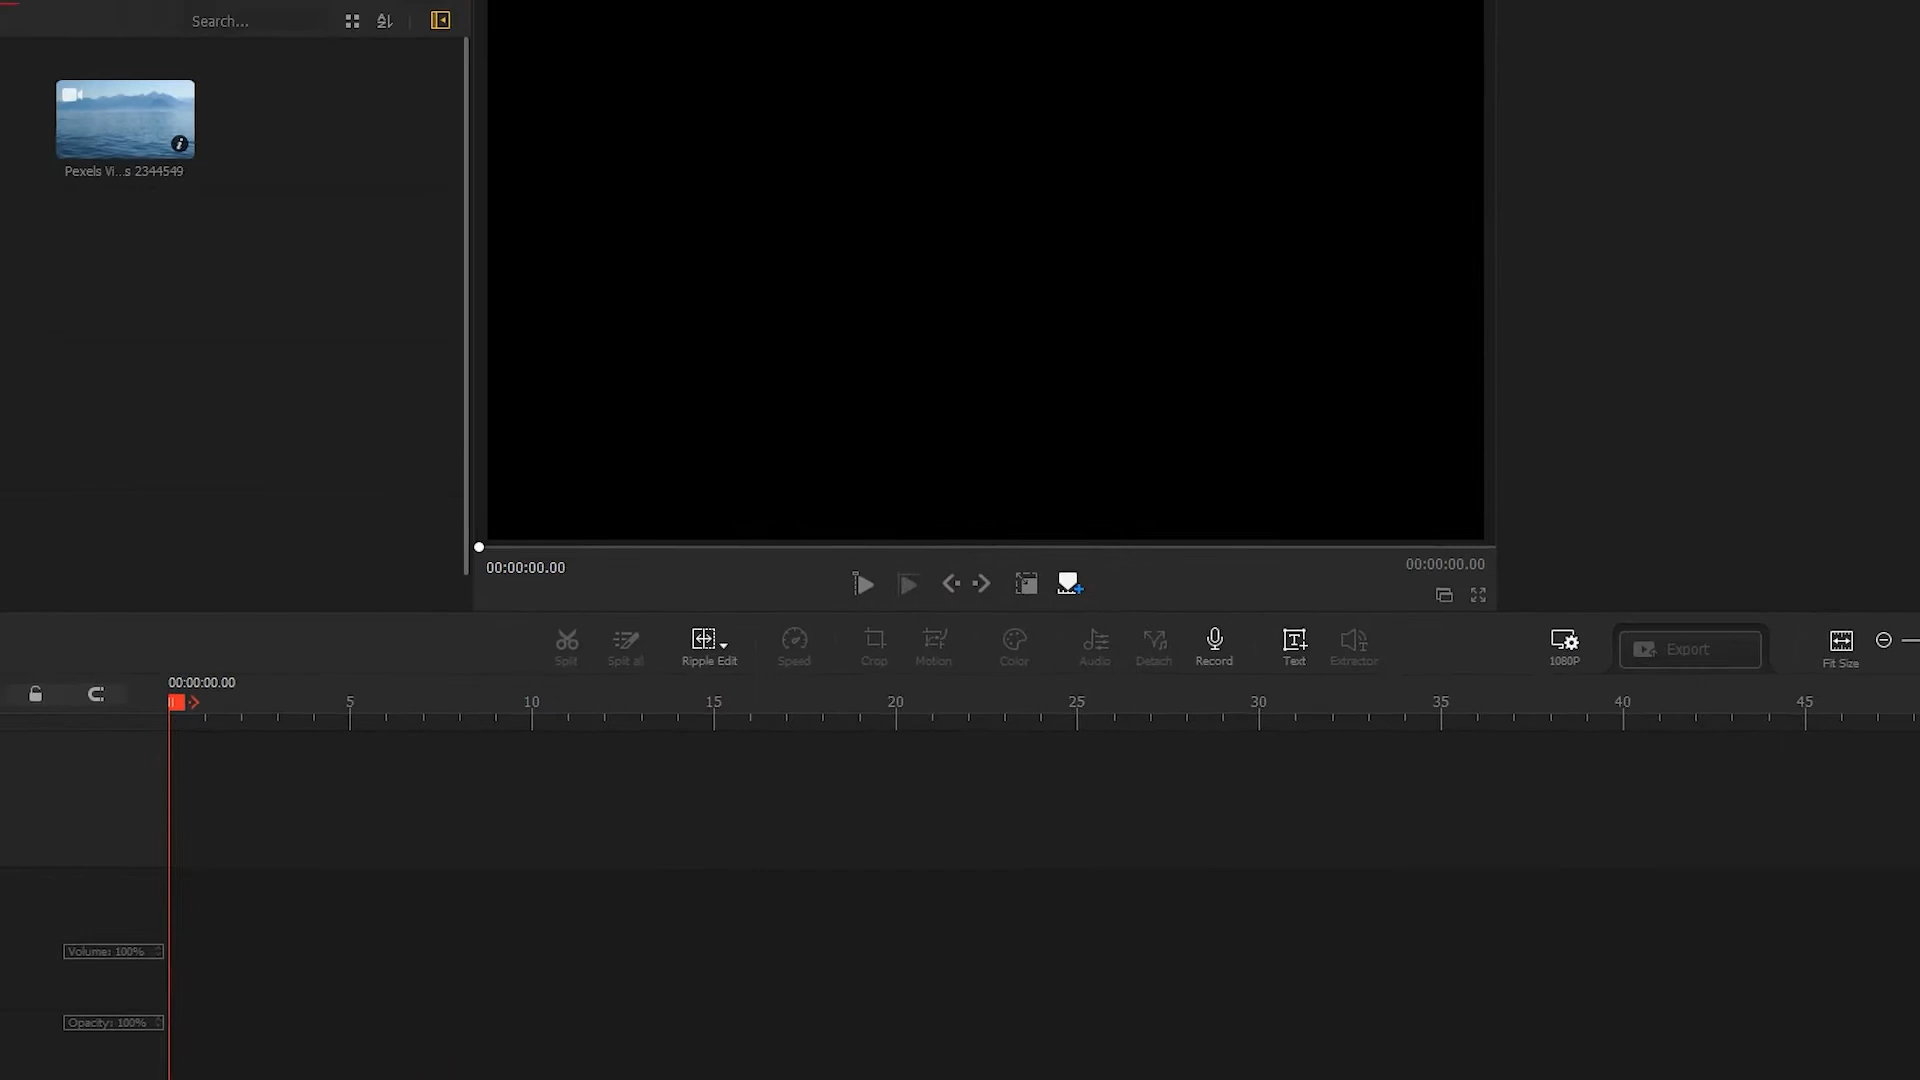 Search...
Pexels Vi...s 2344549
00:00:00.00
00:00:00.00
Split
Split all
Ripple Edit
Speed
Crop
Motion
Color
Audio
Detach
Record
Text
Extractor
1080P
Export
Fit Size
00:00:00.00
5 10 15 20 25 30 35 40 45
Volume: 100%
Opacity: 100%